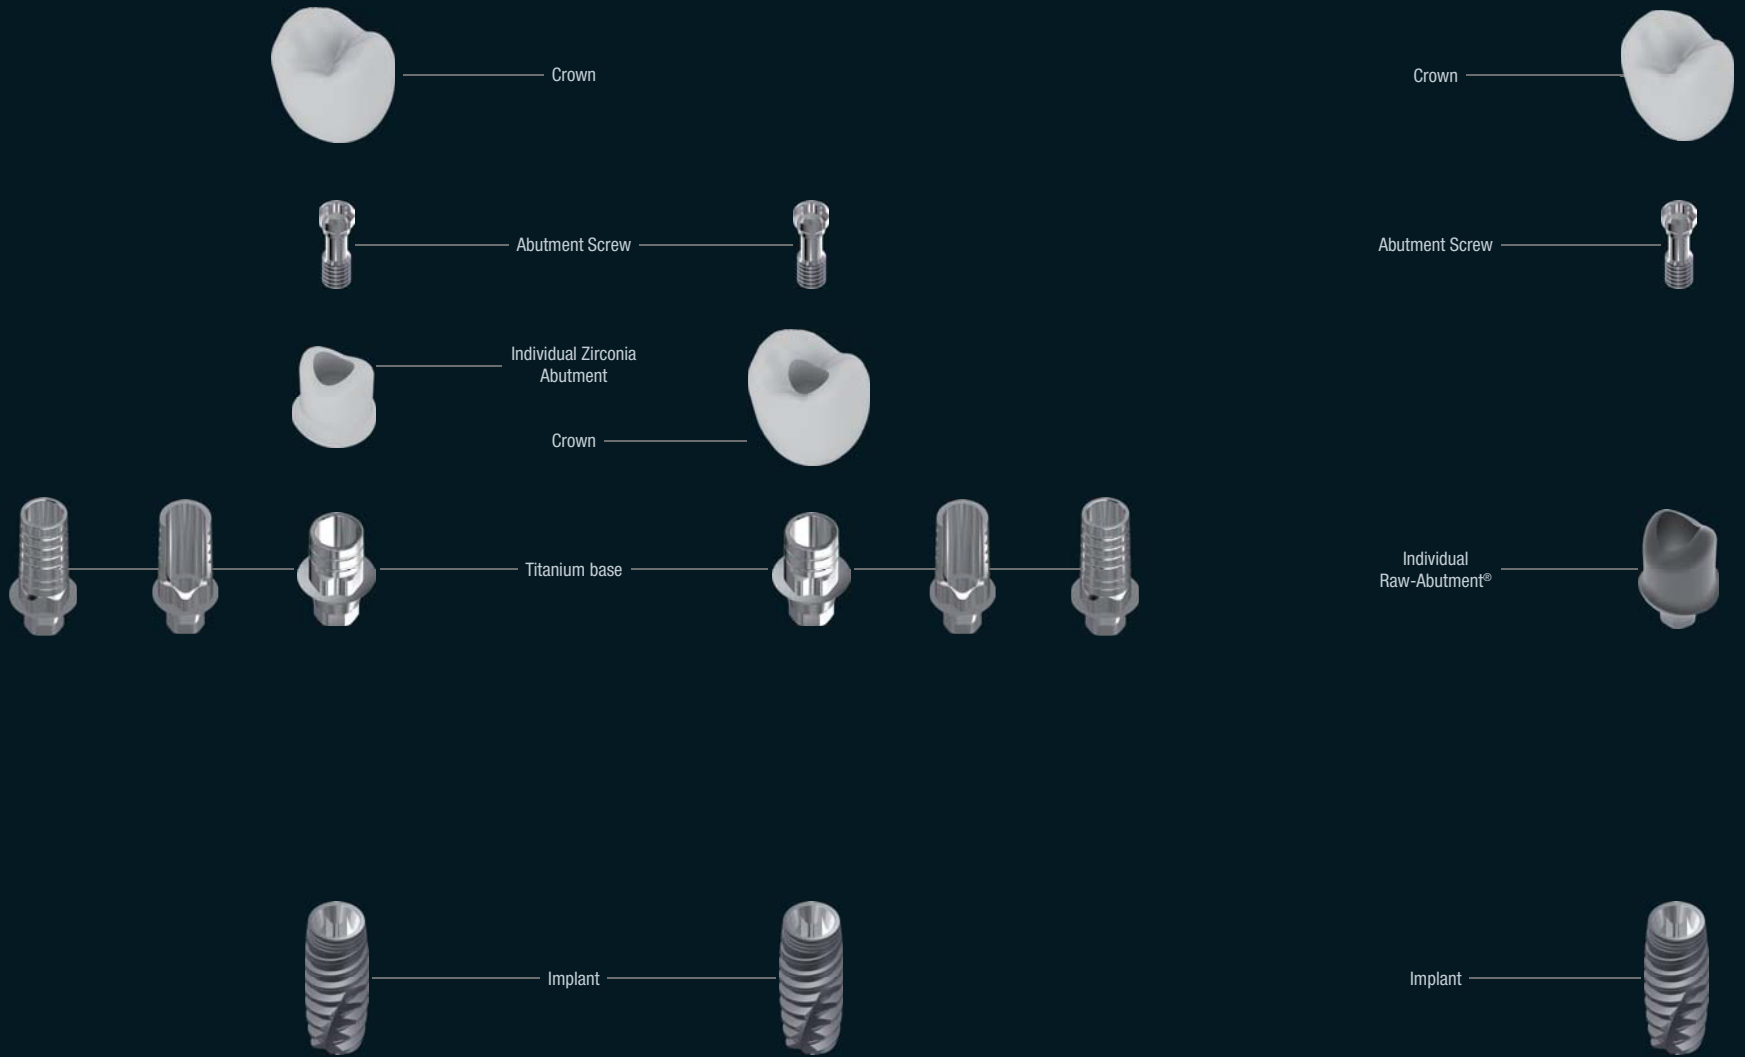 Crown
Crown
Abutment Screw
Abutment Screw
Individual Zirconia
Abutment
Crown
Titanium base
Individual
Raw-Abutment®
Implant
Implant